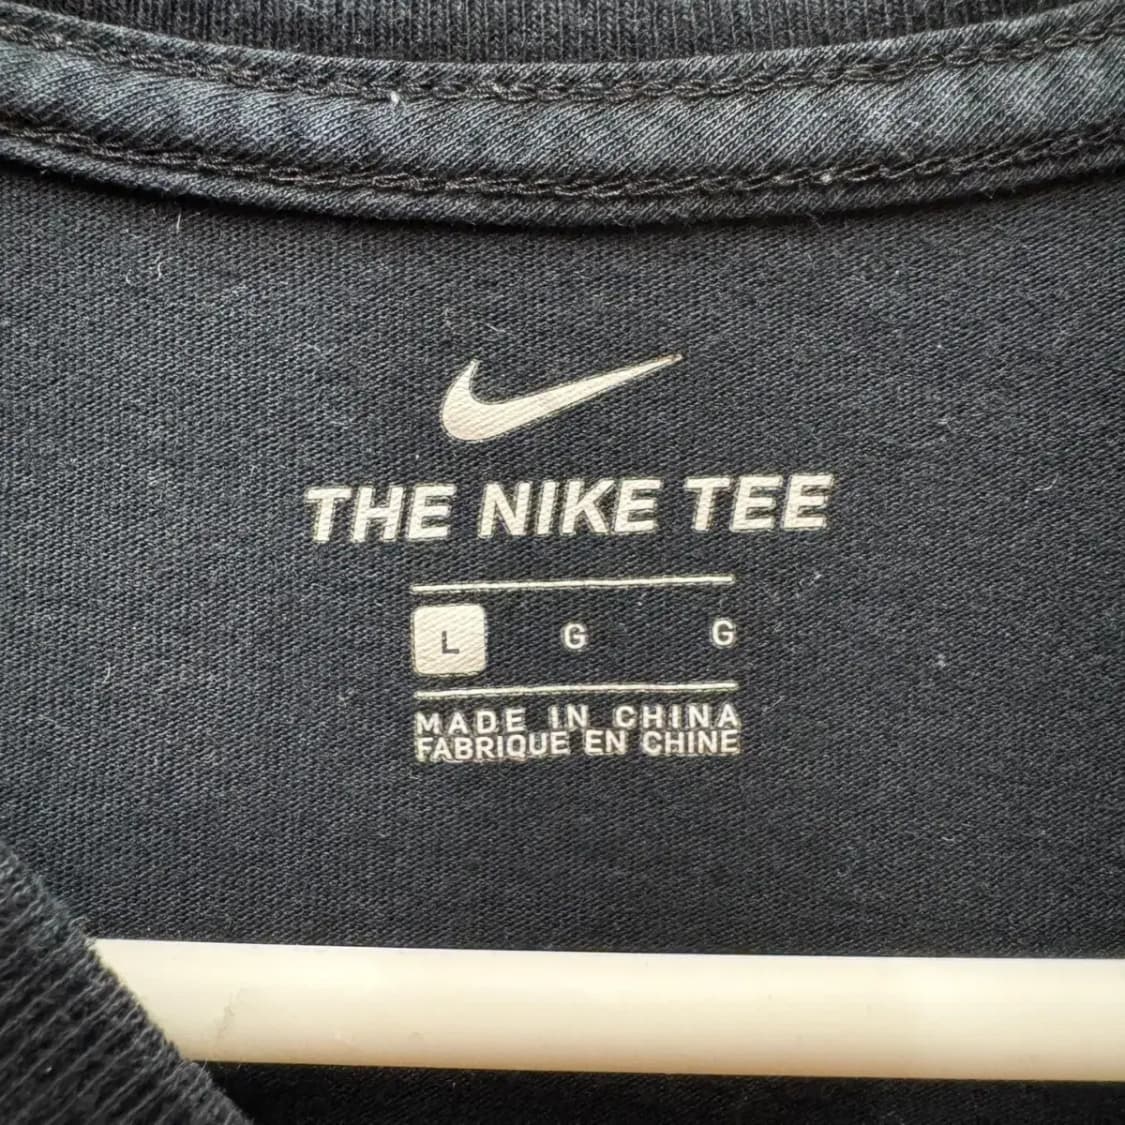 THE NIKE TEE
L G G
MADE IN CHINA
FABRIQUE EN CHINE